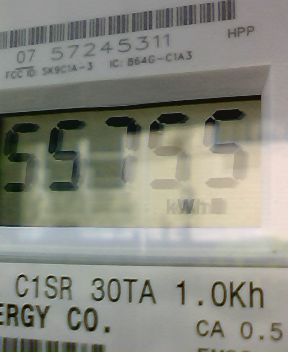 HPP
07 57245311
FCC ID: SK9C1A-3 IC: 864G-C1A3
55755
kWh
C1SR 30TA 1.0Kh
ERGY CO.
CA 0.5